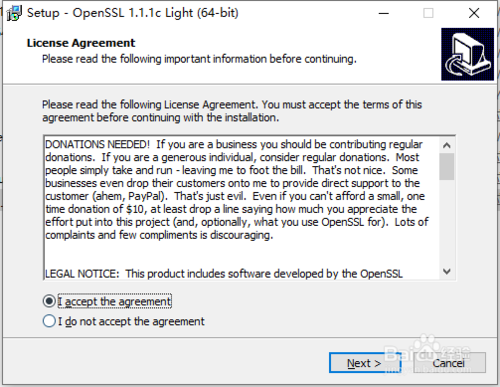 Setup - OpenSSL 1.1.1c Light (64-bit)
License Agreement
Please read the following important information before continuing.
Please read the following License Agreement. You must accept the terms of this
agreement before continuing with the installation.
DONATIONS NEEDED!  If you are a business you should be contributing regular
donations.  If you are a generous individual, consider regular donations.  Most
people simply take and run - leaving me to foot the bill.  That's not nice.  Some
businesses even drop their customers onto me to provide direct support to the
customer (ahem, PayPal).  That's just evil.  Even if you can't afford a small, one
time donation of $10, at least drop a line saying how much you appreciate the
effort put into this project (and, optionally, what you use OpenSSL for).  Lots of
complaints and few compliments is discouraging.
LEGAL NOTICE:  This product includes software developed by the OpenSSL
I accept the agreement
I do not accept the agreement
Next >
Cancel